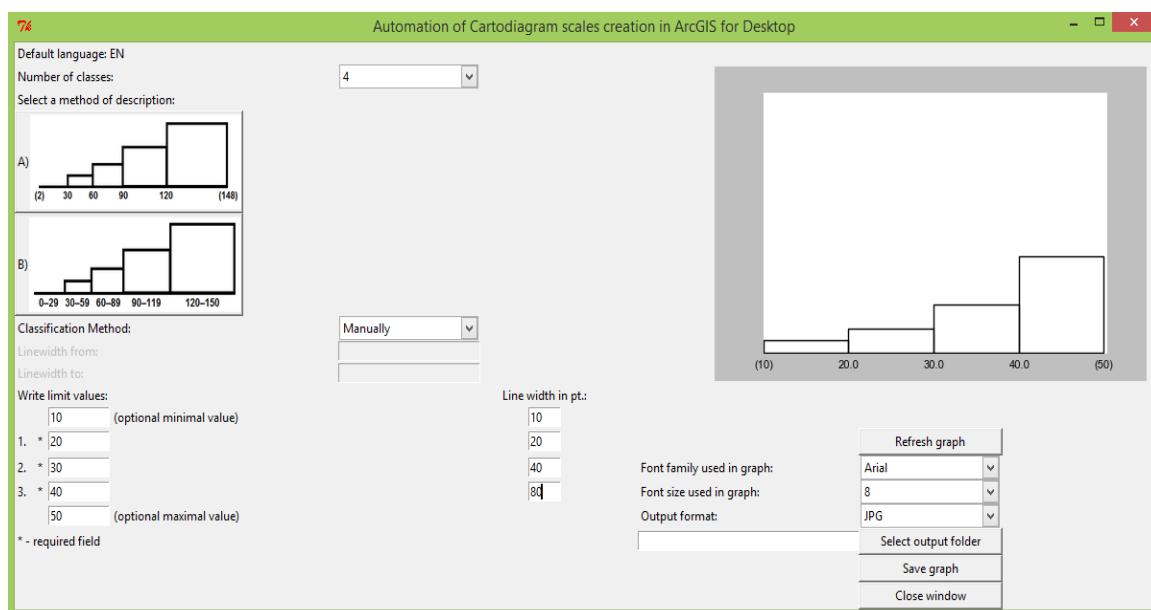 Automation of Cartodiagram scales creation in ArcGIS for Desktop
Default language: EN
Number of classes: 4
Select a method of description:
A)
(2) 30 60 90 120 (148)
B)
0–29 30–59 60–89 90–119 120–150
(10) 20.0 30.0 40.0 (50)
Classification Method: Manually
Linewidth from:
Linewidth to:
Write limit values: Line width in pt.:
10 (optional minimal value) 10
1. * 20 20 Refresh graph
2. * 30 40 Font family used in graph: Arial
3. * 40 80 Font size used in graph: 8
50 (optional maximal value) Output format: JPG
* - required field Select output folder
Save graph
Close window